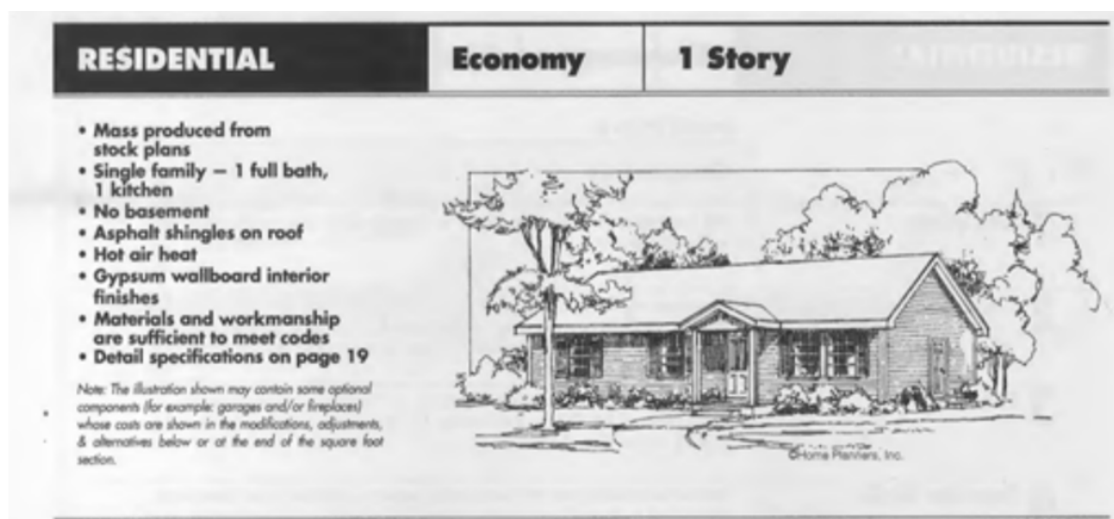 RESIDENTIAL Economy 1 Story
• Mass produced from
stock plans
• Single family – 1 full bath,
1 kitchen
• No basement
• Asphalt shingles on roof
• Hot air heat
• Gypsum wallboard interior
finishes
• Materials and workmanship
are sufficient to meet codes
• Detail specifications on page 19
Note: The illustration shown may contain some optional
components (for example: garages and/or fireplaces)
whose costs are shown in the modifications, adjustments,
& alternatives below or at the end of the square foot
section.
©Home Planners, Inc.